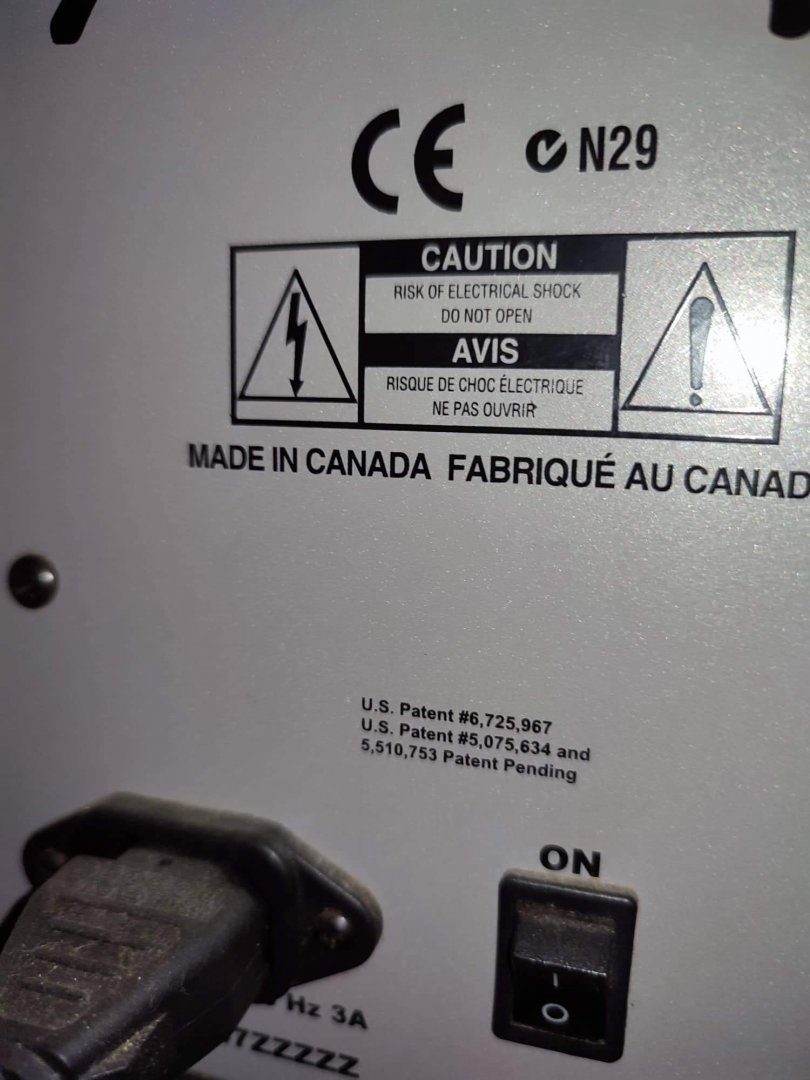 CE N29
CAUTION
RISK OF ELECTRICAL SHOCK
DO NOT OPEN
AVIS
RISQUE DE CHOC ÉLECTRIQUE
NE PAS OUVRIR
MADE IN CANADA FABRIQUÉ AU CANAD
U.S. Patent #6,725,967
U.S. Patent #5,075,634 and
5,510,753 Patent Pending
ON
Hz 3A